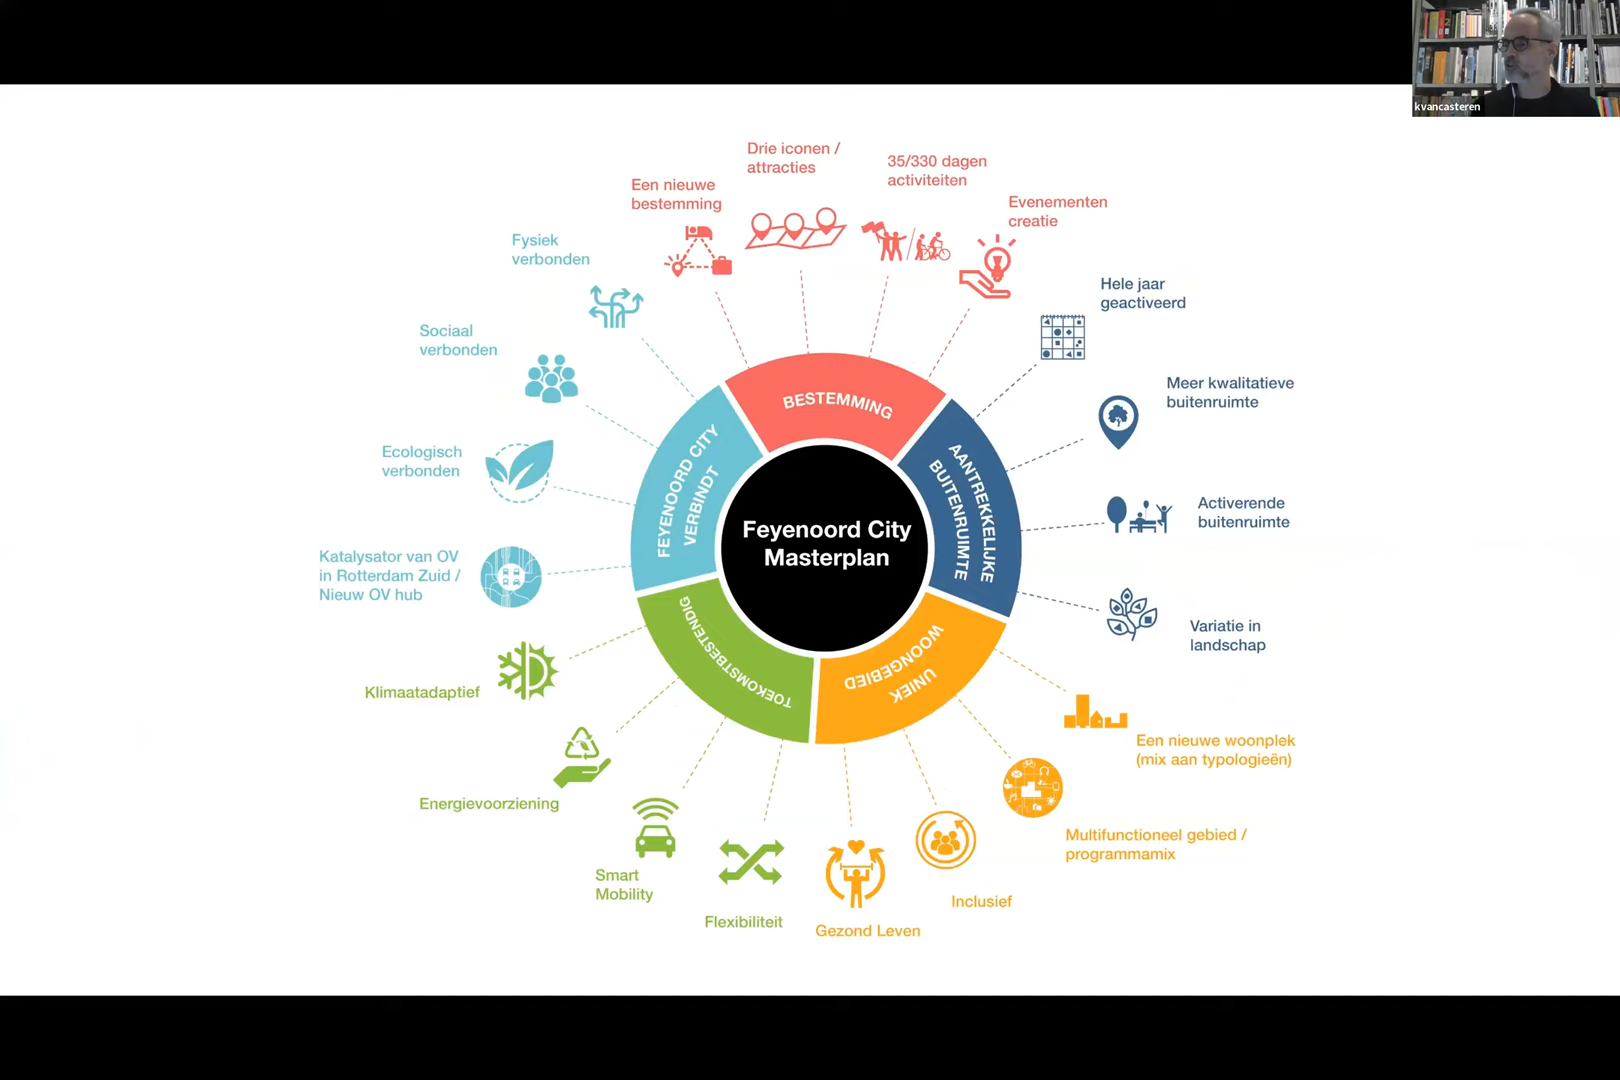 kvancasteren
Drie iconen /
attracties
35/330 dagen
activiteiten
Een nieuwe
bestemming
Evenementen
creatie
Fysiek
verbonden
Hele jaar
geactiveerd
Sociaal
verbonden
Meer kwalitatieve
buitenruimte
Ecologisch
verbonden
Activerende
buitenruimte
Katalysator van OV
in Rotterdam Zuid /
Nieuw OV hub
Variatie in
landschap
BESTEMMING
FEYENOORD CITY
VERBINDT
AANTREKKELIJKE
BUITENRUIMTE
Feyenoord City
Masterplan
TOEKOMSTBESTENDIG
UNIEK
WOONGEBIED
Klimaatadaptief
Een nieuwe woonplek
(mix aan typologieën)
Energievoorziening
Multifunctioneel gebied /
programmamix
Smart
Mobility
Inclusief
Flexibiliteit
Gezond Leven